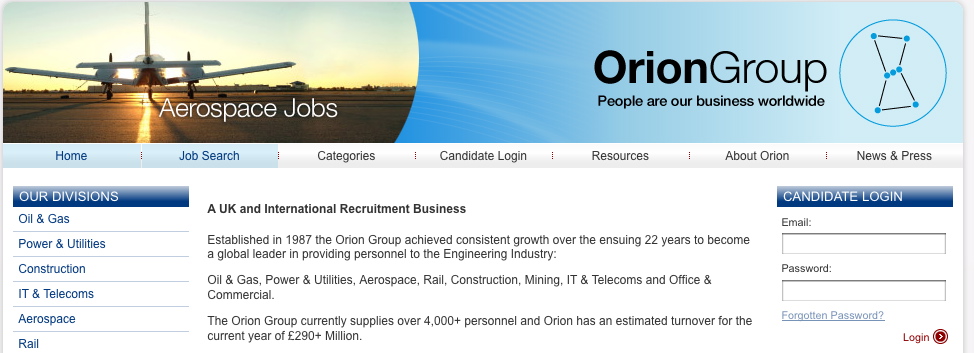 Aerospace Jobs
OrionGroup
People are our business worldwide
Home
Job Search
Categories
Candidate Login
Resources
About Orion
News & Press
OUR DIVISIONS
Oil & Gas
Power & Utilities
Construction
IT & Telecoms
Aerospace
Rail
A UK and International Recruitment Business
Established in 1987 the Orion Group achieved consistent growth over the ensuing 22 years to become
a global leader in providing personnel to the Engineering Industry:
Oil & Gas, Power & Utilities, Aerospace, Rail, Construction, Mining, IT & Telecoms and Office &
Commercial.
The Orion Group currently supplies over 4,000+ personnel and Orion has an estimated turnover for the
current year of £290+ Million.
CANDIDATE LOGIN
Email:
Password:
Forgotten Password?
Login